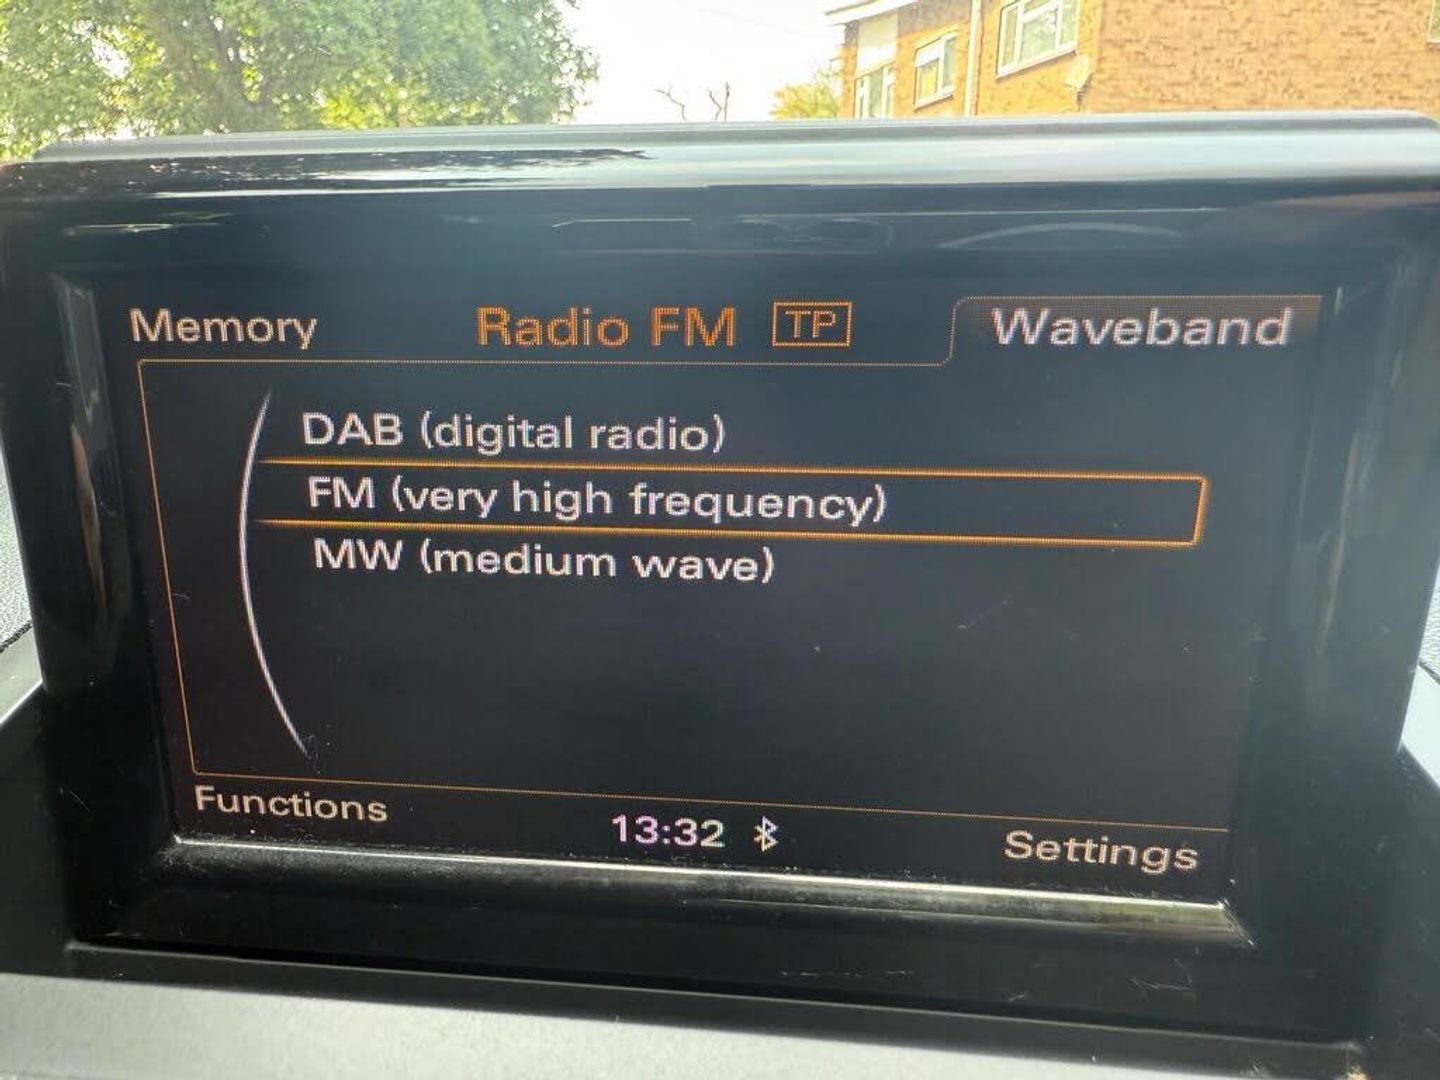 Memory Radio FM TP Waveband
DAB (digital radio)
FM (very high frequency)
MW (medium wave)
Functions 13:32 Settings